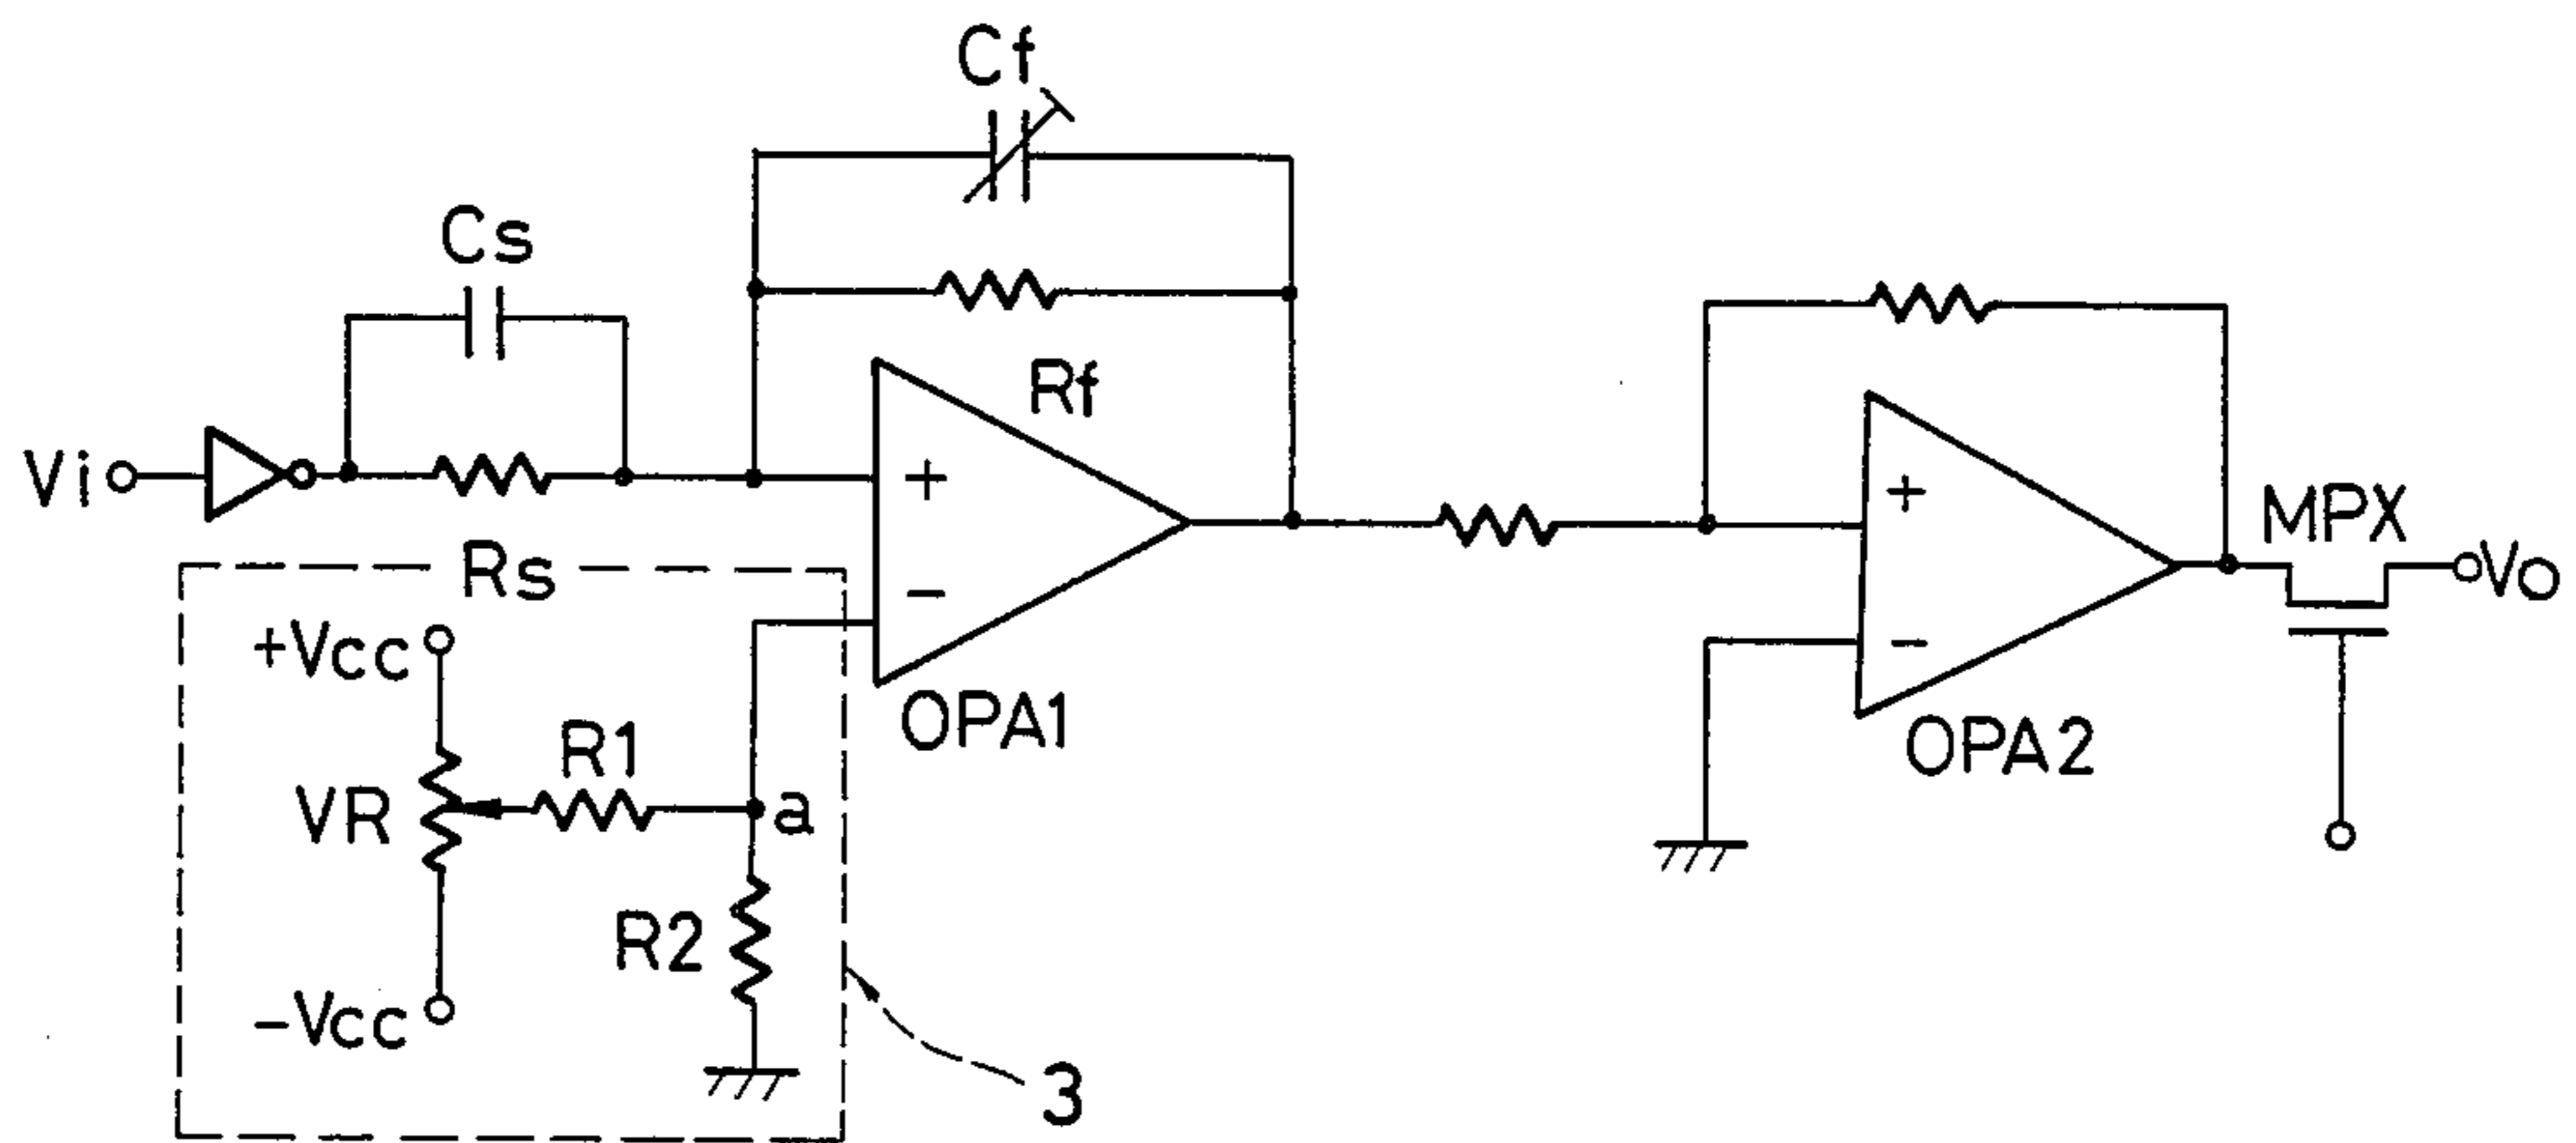 Cf
Cs
Rf
Vi
+
+
MPX
Vo
Rs
−
+Vcc
−
OPA1
R1
OPA2
VR
a
R2
−Vcc
3